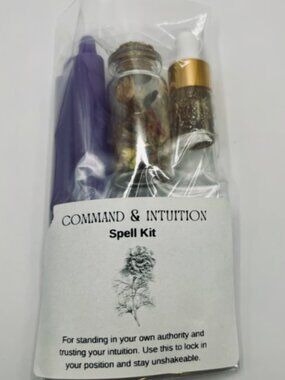 COMMAND & INTUITION
Spell Kit
For standing in your own authority and
trusting your intuition. Use this to lock in
your position and stay unshakeable.